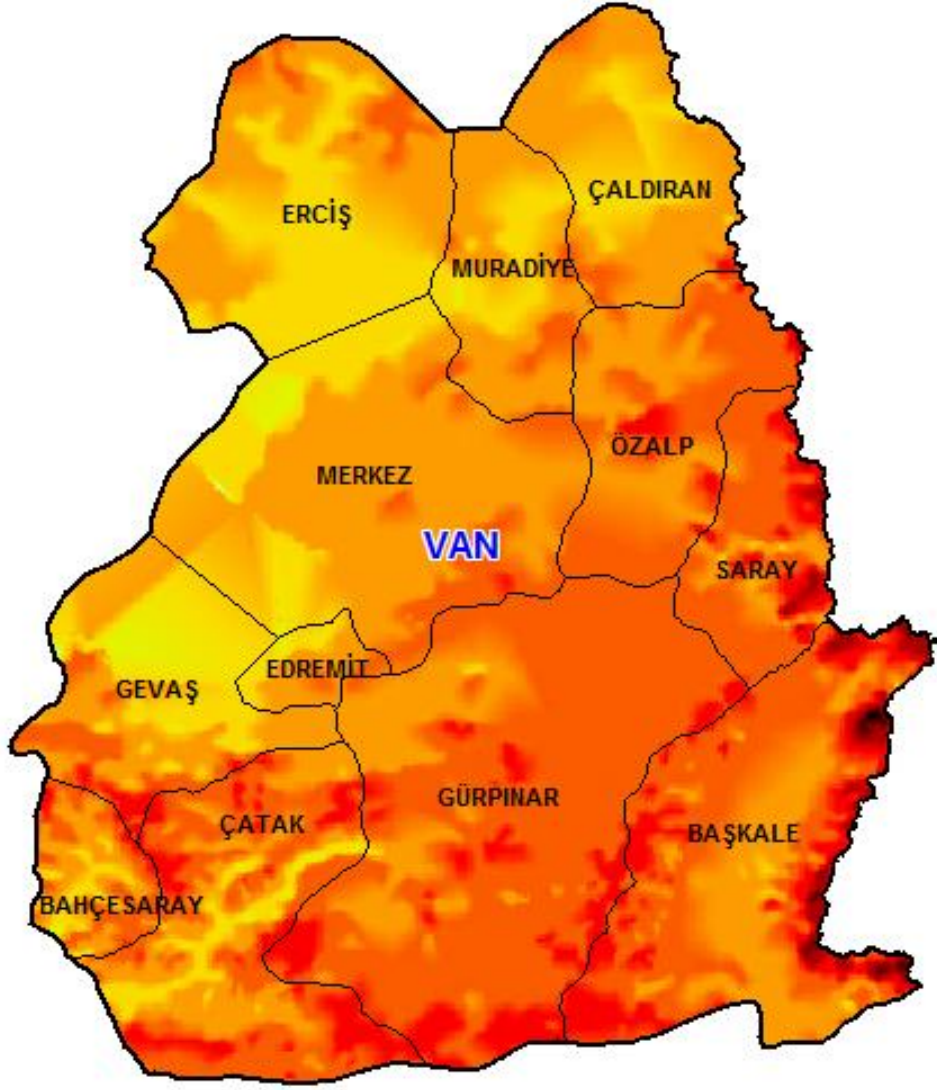 ÇALDIRAN
ERCİŞ
MURADİYE
ÖZALP
MERKEZ
VAN
SARAY
EDREMİT
GEVAŞ
GÜRPINAR
ÇATAK
BAŞKALE
BAHÇESARAY